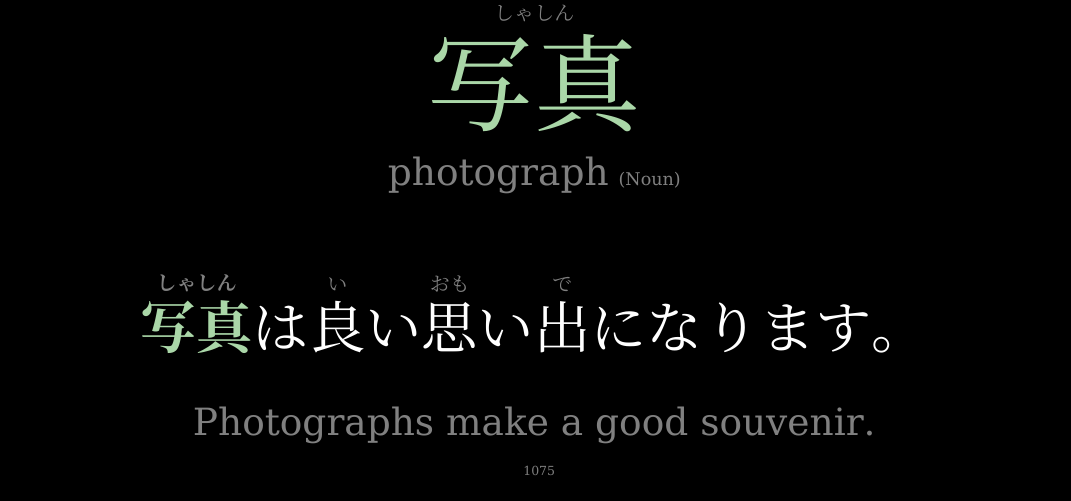 しゃしん
写真
photograph (Noun)
しゃしん い おも で
写真は良い思い出になります。
Photographs make a good souvenir.
1075